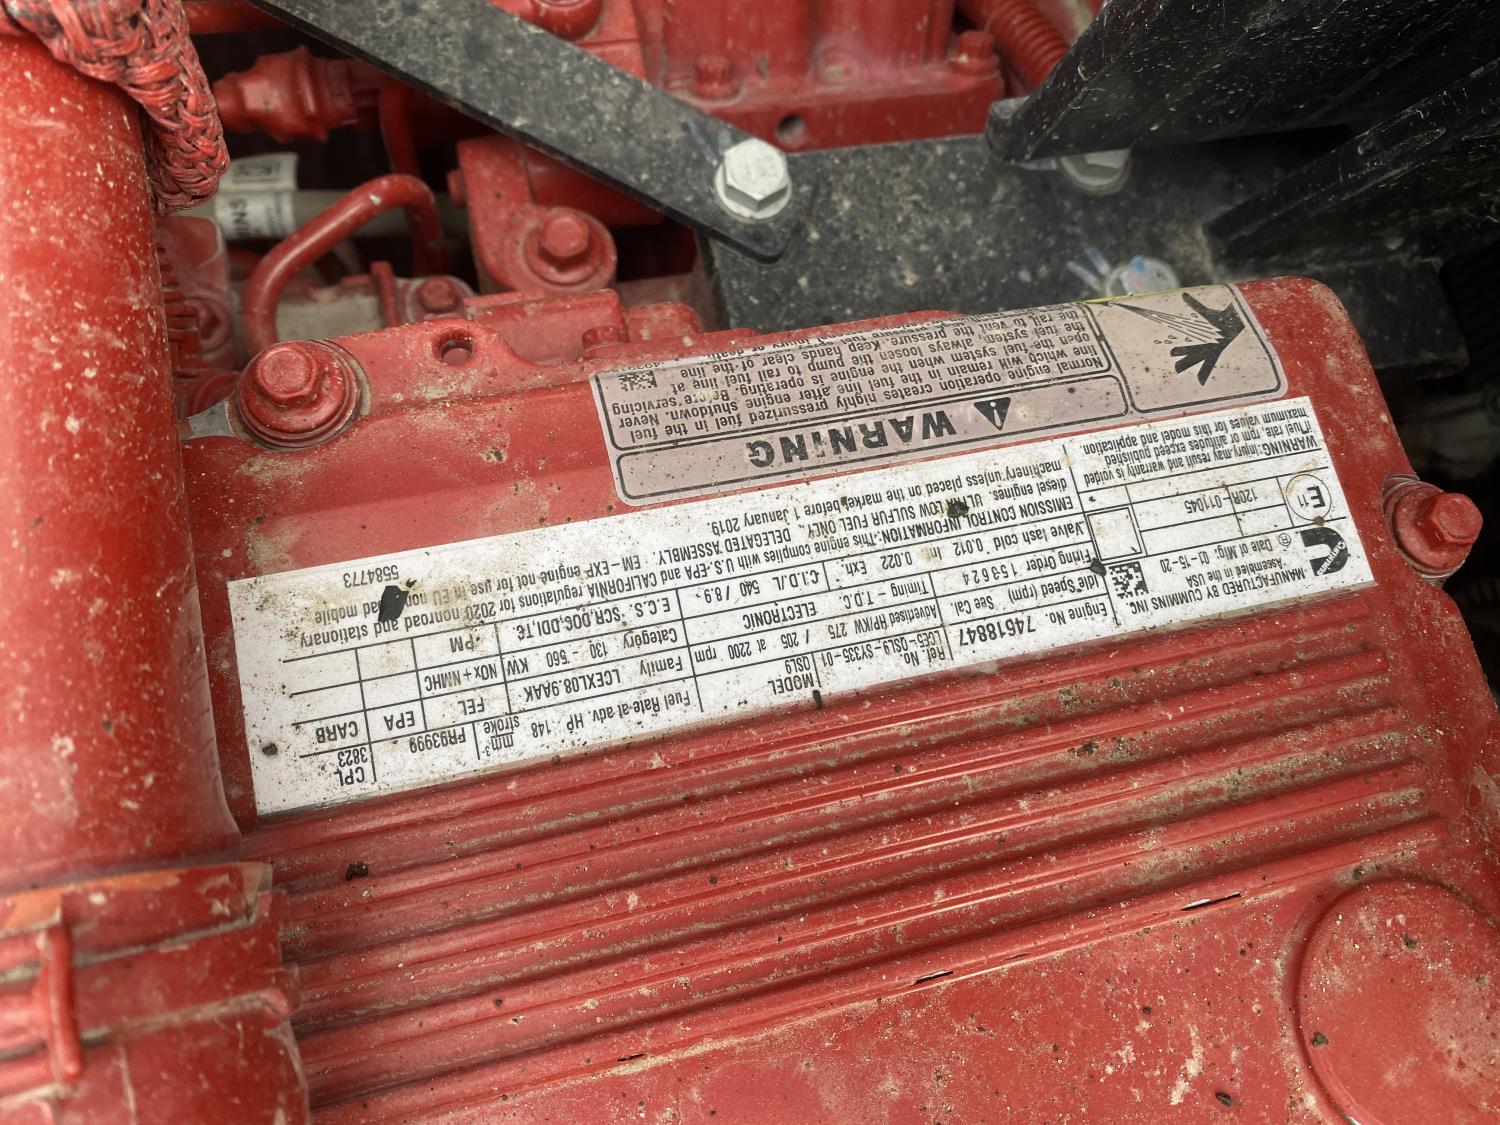 CUMMINS
MANUFACTURED BY CUMMINS INC.
Assembled in the USA
Date of Mfg. 01-15-20
E11
120R-011045
WARNING: Injury may result and warranty is voided
if fuel rate, rpm or altitudes exceed published
maximum values for this model and application.
Engine No.
74618847
Idle Speed (rpm) See Cal.
Firing Order 1-5-3-6-2-4
Valve lash cold 0.012 In. 0.022 Exh.
Ref. No.
QSL9-SY335-01
Advertised HP/KW 275 / 205 at 2200 rpm
Timing - T.D.C. ELECTRONIC
C.I.D./L. 540 / 8.9
MODEL
QSL9
Fuel Rate at adv. HP 148 mm³ stroke
Family LCEXL08.9AAK
Category 130 - 560 KW
E.C.S. SCR,DOC,DDI,TC
FR93999
CPL
3823
FEL EPA CARB
NOx + NMHC
PM
EMISSION CONTROL INFORMATION: This engine complies with U.S. EPA and CALIFORNIA regulations for 2020 nonroad and stationary
diesel engines. ULTRA LOW SULFUR FUEL ONLY. DELEGATED ASSEMBLY. EM-EXP engine not for use in EU non road mobile
machinery unless placed on the market before 1 January 2019.
5584773
WARNING
Normal engine operation creates highly pressurized fuel in the fuel
line which will remain in the fuel line after engine shutdown. Never
open the fuel system when the engine is operating. Before servicing
the fuel system, always loosen the pump to rail fuel line at
the rail to vent the pressure. Keep hands clear of the line